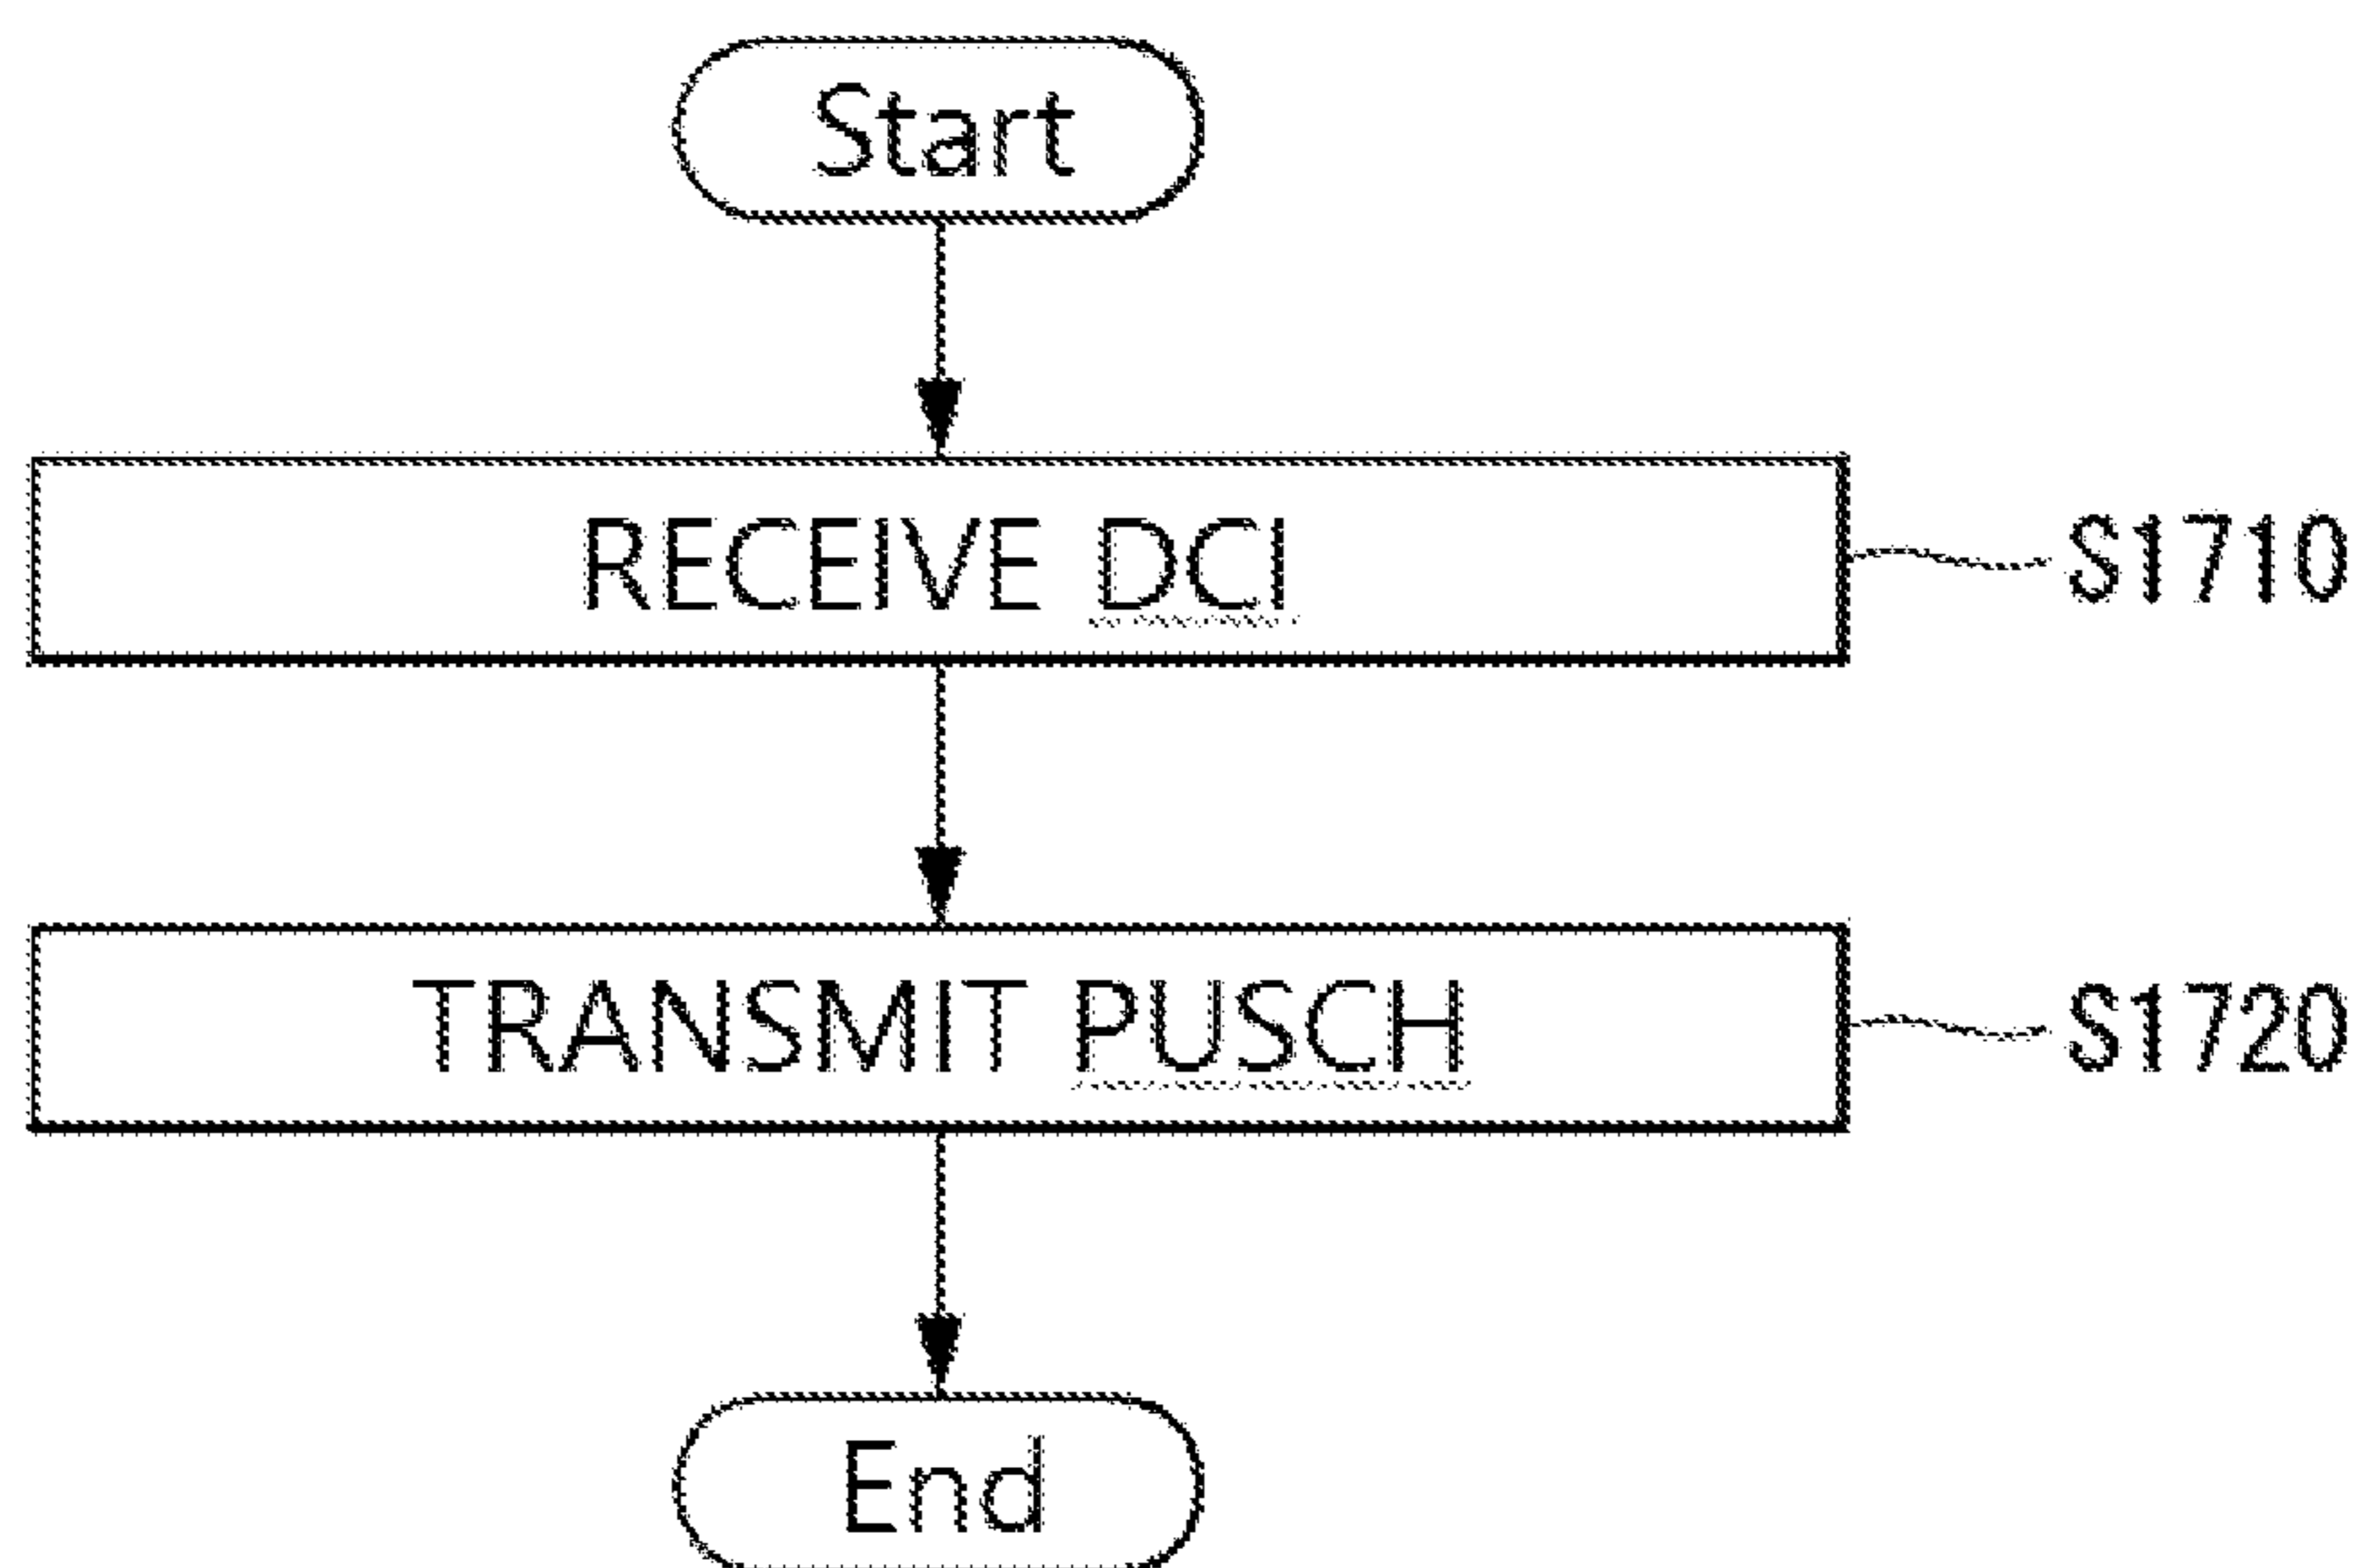 Start
RECEIVE DCI
S1710
TRANSMIT PUSCH
S1720
End